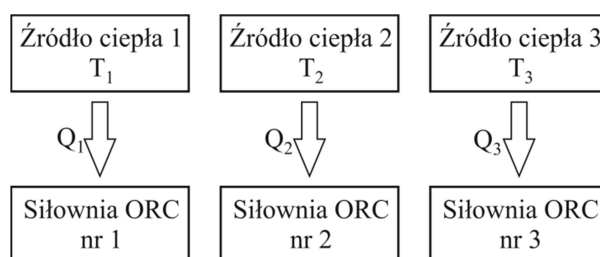 Źródło ciepła 1
T1
Źródło ciepła 2
T2
Źródło ciepła 3
T3
Q1
Q2
Q3
Siłownia ORC
nr 1
Siłownia ORC
nr 2
Siłownia ORC
nr 3